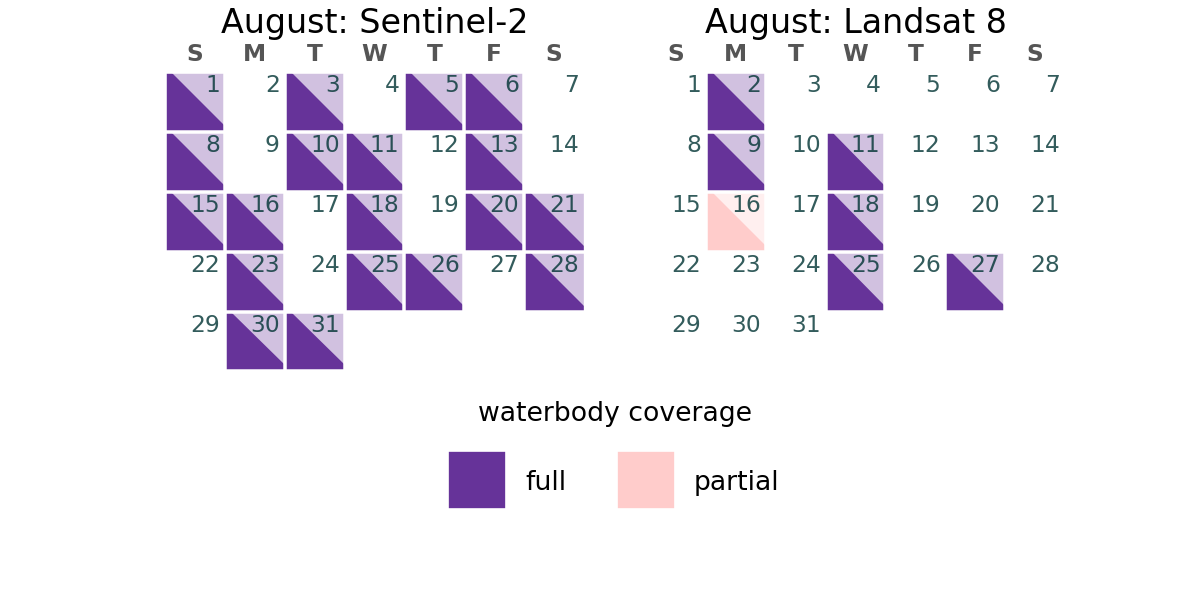 August: Sentinel-2
S M T W T F S
1 2 3 4 5 6 7
8 9 10 11 12 13 14
15 16 17 18 19 20 21
22 23 24 25 26 27 28
29 30 31
August: Landsat 8
S M T W T F S
1 2 3 4 5 6 7
8 9 10 11 12 13 14
15 16 17 18 19 20 21
22 23 24 25 26 27 28
29 30 31
waterbody coverage
full partial